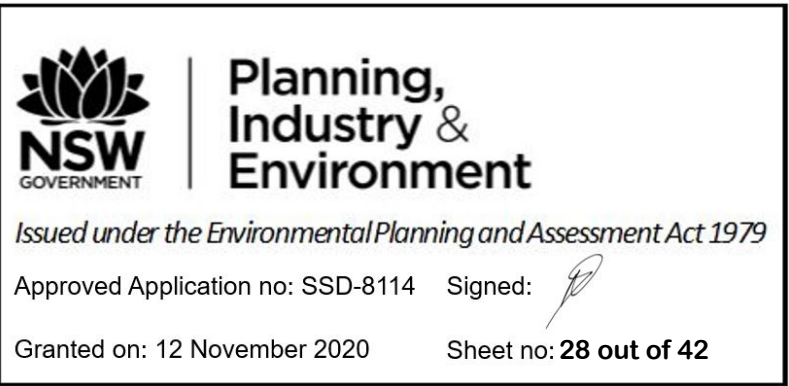 NSW
GOVERNMENT
Planning,
Industry &
Environment
Issued under the Environmental Planning and Assessment Act 1979
Approved Application no: SSD-8114 Signed:
Granted on: 12 November 2020 Sheet no: 28 out of 42